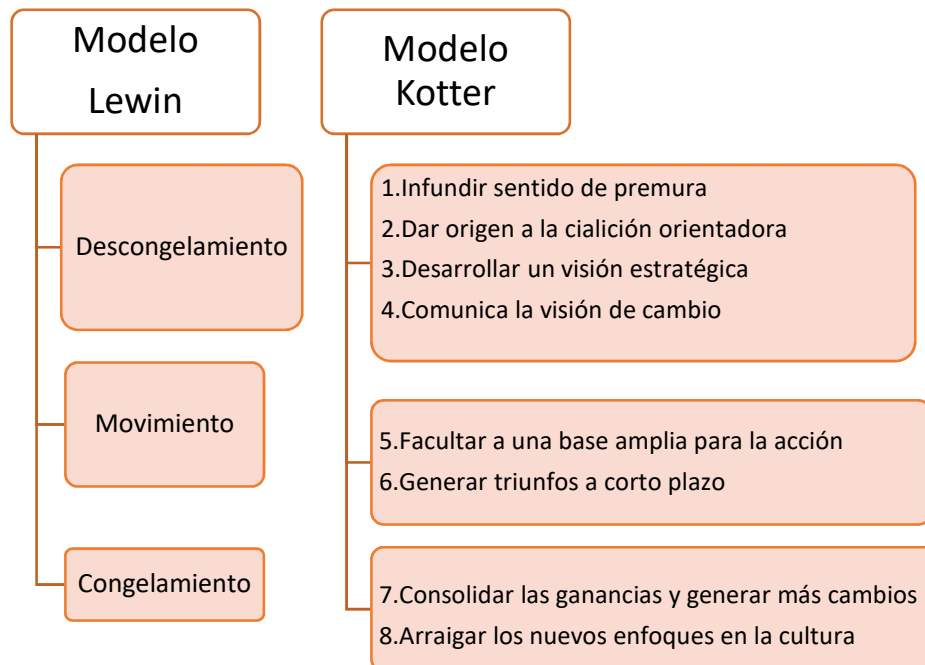 Modelo
Lewin
Descongelamiento
Movimiento
Congelamiento
Modelo
Kotter
1.Infundir sentido de premura
2.Dar origen a la cialición orientadora
3.Desarrollar un visión estratégica
4.Comunica la visión de cambio
5.Facultar a una base amplia para la acción
6.Generar triunfos a corto plazo
7.Consolidar las ganancias y generar más cambios
8.Arraigar los nuevos enfoques en la cultura